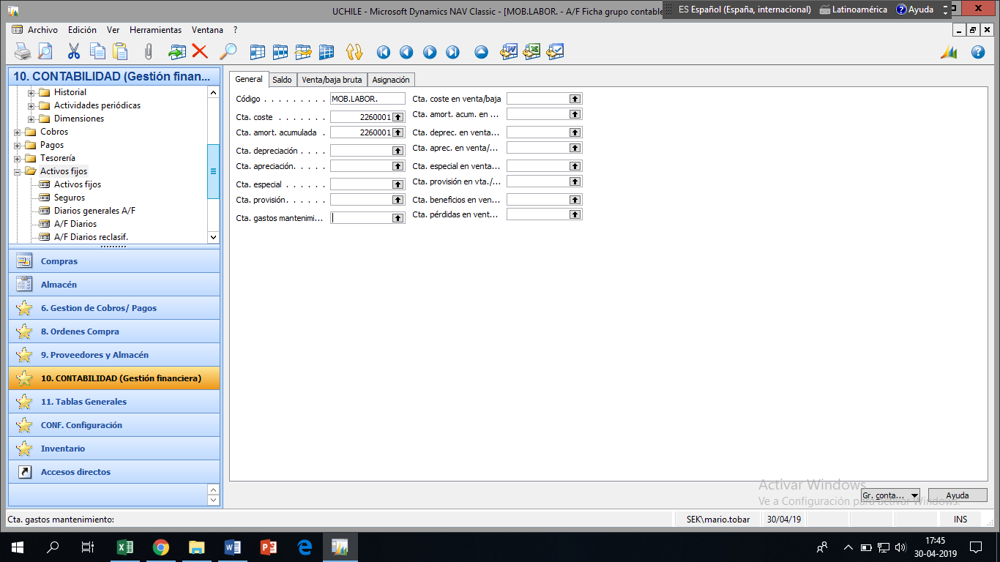 UCHILE - Microsoft Dynamics NAV Classic - [MOB.LABOR. - A/F Ficha grupo contable
ES Español (España, internacional) Latinoamérica Ayuda
Archivo Edición Ver Herramientas Ventana ?
10. CONTABILIDAD (Gestión finan...
Historial
Actividades periódicas
Dimensiones
Cobros
Pagos
Tesorería
Activos fijos
Activos fijos
Seguros
Diarios generales A/F
A/F Diarios
A/F Diarios reclasif.
Compras
Almacén
6. Gestion de Cobros/ Pagos
8. Ordenes Compra
9. Proveedores y Almacén
10. CONTABILIDAD (Gestión financiera)
11. Tablas Generales
CONF. Configuración
Inventario
Accesos directos
General Saldo Venta/baja bruta Asignación
Código . . . . . . . . . MOB.LABOR.
Cta. coste . . . . . . . 2260001
Cta. amort. acumulada . 2260001
Cta. depreciación . . . .
Cta. apreciación. . . . .
Cta. especial . . . . . .
Cta. provisión. . . . . .
Cta. gastos mantenimi...
Cta. coste en venta/baja
Cta. amort. acum. en ...
Cta. deprec. en venta...
Cta. aprec. en venta/...
Cta. especial en venta...
Cta. provisión en vta./...
Cta. beneficios en ven...
Cta. pérdidas en vent...
Activar Windows
Ve a Configuración para activar Windows.
Gr. conta... Ayuda
Cta. gastos mantenimiento: SEK\mario.tobar 30/04/19 INS
17:45
30-04-2019